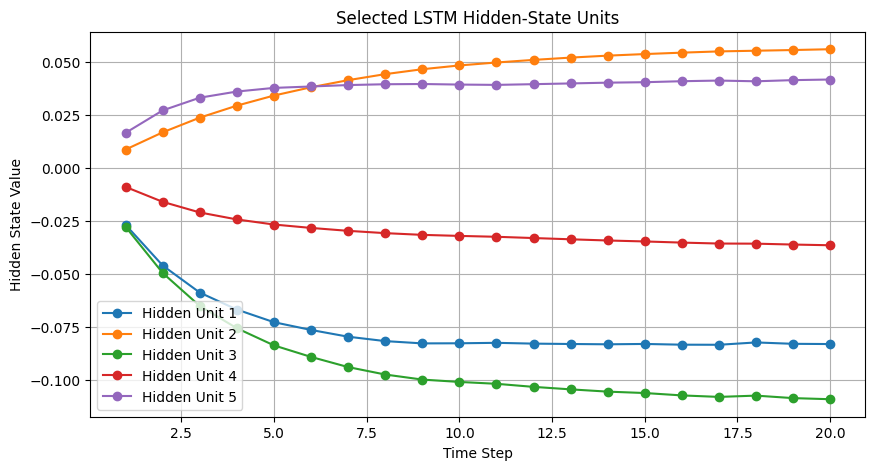 Selected LSTM Hidden-State Units
Hidden State Value
0.050
0.025
0.000
−0.025
−0.050
−0.075
−0.100
Hidden Unit 1
Hidden Unit 2
Hidden Unit 3
Hidden Unit 4
Hidden Unit 5
2.5 5.0 7.5 10.0 12.5 15.0 17.5 20.0
Time Step